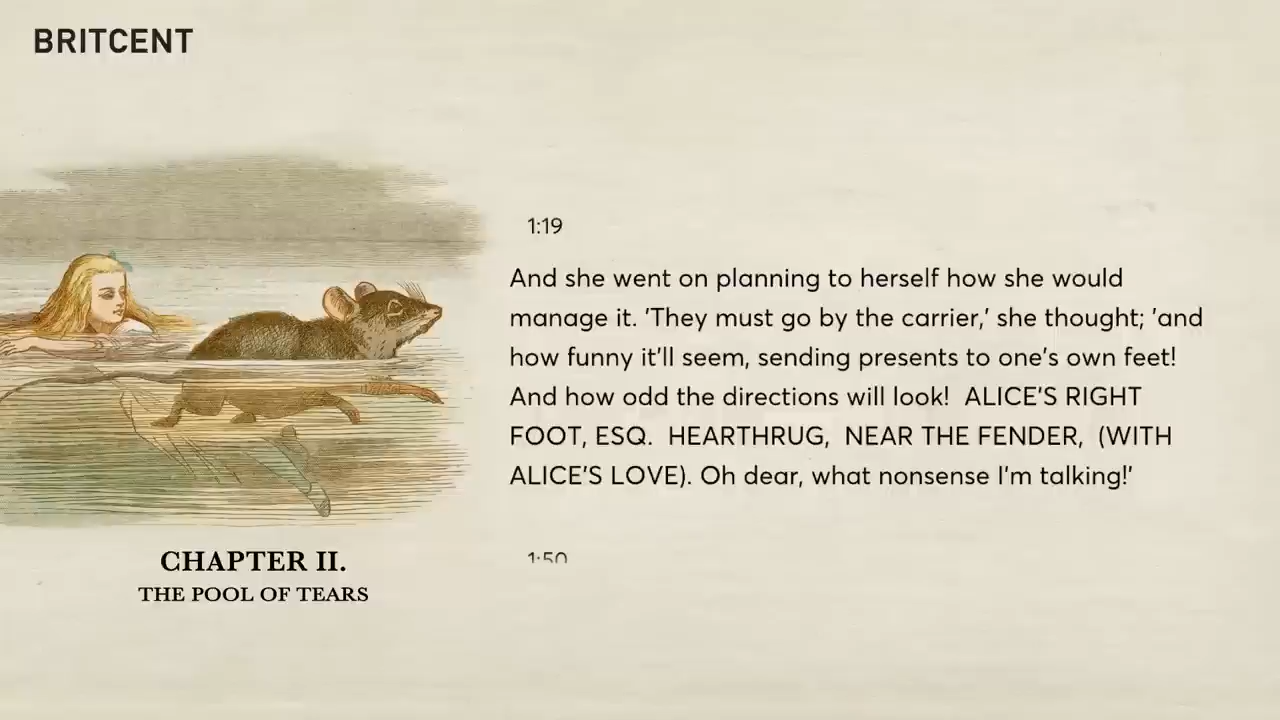 BRITCENT
1:19
And she went on planning to herself how she would
manage it. 'They must go by the carrier,' she thought; 'and
how funny it'll seem, sending presents to one's own feet!
And how odd the directions will look!  ALICE'S RIGHT
FOOT, ESQ.  HEARTHRUG,  NEAR THE FENDER,  (WITH
ALICE'S LOVE). Oh dear, what nonsense I'm talking!'
1:50
CHAPTER II.
THE POOL OF TEARS